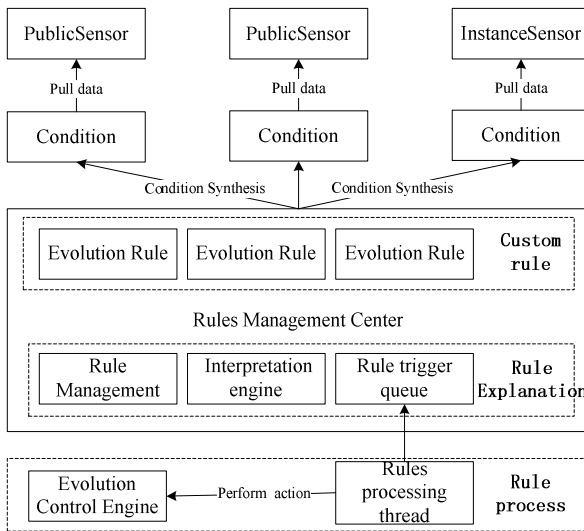 PublicSensor
PublicSensor
InstanceSensor
Pull data
Pull data
Pull data
Condition
Condition
Condition
Condition Synthesis
Condition Synthesis
Evolution Rule
Evolution Rule
Evolution Rule
Custom
rule
Rules Management Center
Rule
Management
Interpretation
engine
Rule trigger
queue
Rule
Explanation
Evolution
Control Engine
Perform action
Rules
processing
thread
Rule
process